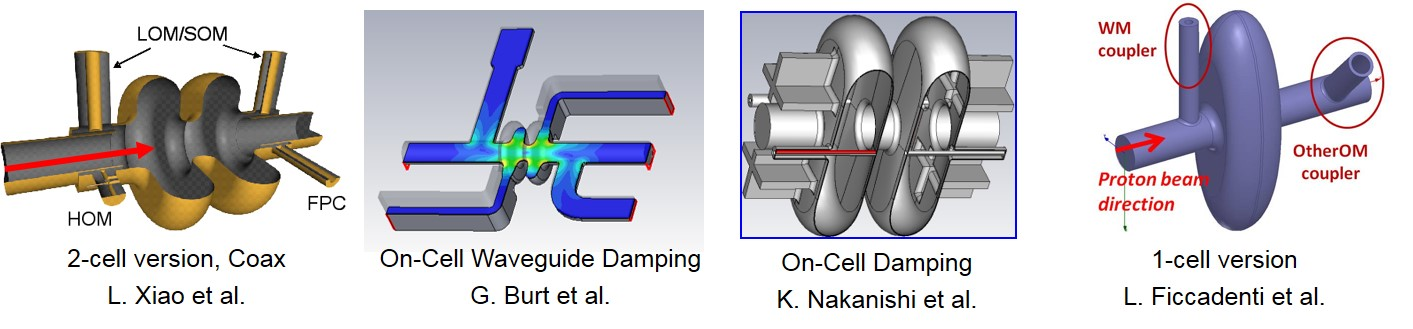 LOM/SOM
HOM
FPC
2-cell version, Coax
L. Xiao et al.
On-Cell Waveguide Damping
G. Burt et al.
On-Cell Damping
K. Nakanishi et al.
WM
coupler
OtherOM
coupler
Proton beam
direction
1-cell version
L. Ficcadenti et al.